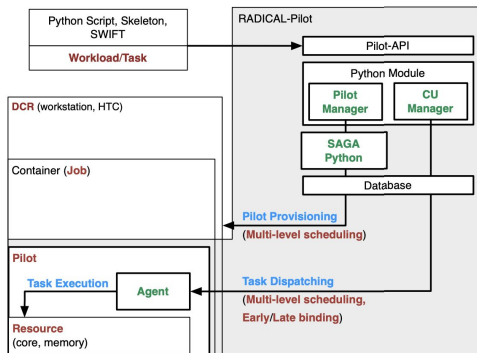 Python Script, Skeleton,
SWIFT
Workload/Task
RADICAL-Pilot
Pilot-API
Python Module
Pilot
Manager
CU
Manager
SAGA
Python
Database
DCR (workstation, HTC)
Container (Job)
Pilot Provisioning
(Multi-level scheduling)
Pilot
Task Execution
Agent
Task Dispatching
(Multi-level scheduling,
Early/Late binding)
Resource
(core, memory)